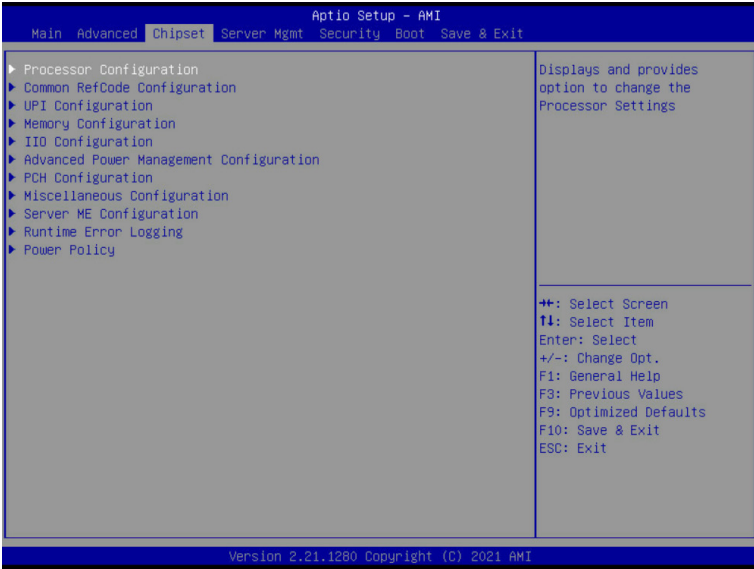 Aptio Setup – AMI
Main Advanced Chipset Server Mgmt Security Boot Save & Exit
▶ Processor Configuration
▶ Common RefCode Configuration
▶ UPI Configuration
▶ Memory Configuration
▶ IIO Configuration
▶ Advanced Power Management Configuration
▶ PCH Configuration
▶ Miscellaneous Configuration
▶ Server ME Configuration
▶ Runtime Error Logging
▶ Power Policy
Displays and provides
option to change the
Processor Settings
→←: Select Screen
↑↓: Select Item
Enter: Select
+/-: Change Opt.
F1: General Help
F3: Previous Values
F9: Optimized Defaults
F10: Save & Exit
ESC: Exit
Version 2.21.1280 Copyright (C) 2021 AMI